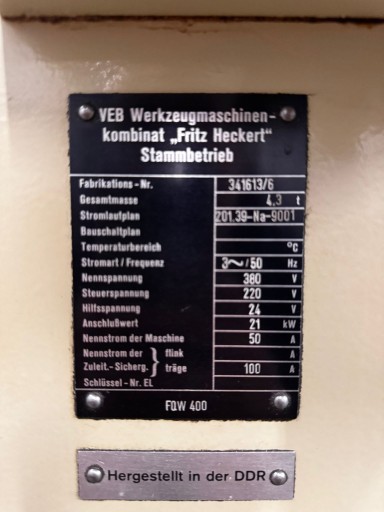 VEB Werkzeugmaschinen-
kombinat „Fritz Heckert"
Stammbetrieb
Fabrikations-Nr. 341613/6
Gesamtmasse 4,3 t
Stromlaufplan 201.39-Na-9001
Bauschaltplan
Temperaturbereich °C
Stromart / Frequenz 3~/50 Hz
Nennspannung 380 V
Steuerspannung 220 V
Hilfsspannung 24 V
Anschlußwert 21 kW
Nennstrom der Maschine 50 A
Nennstrom der } flink A
Zuleit.-Sicherg. } träge 100 A
Schlüssel-Nr. EL
FQW 400
Hergestellt in der DDR